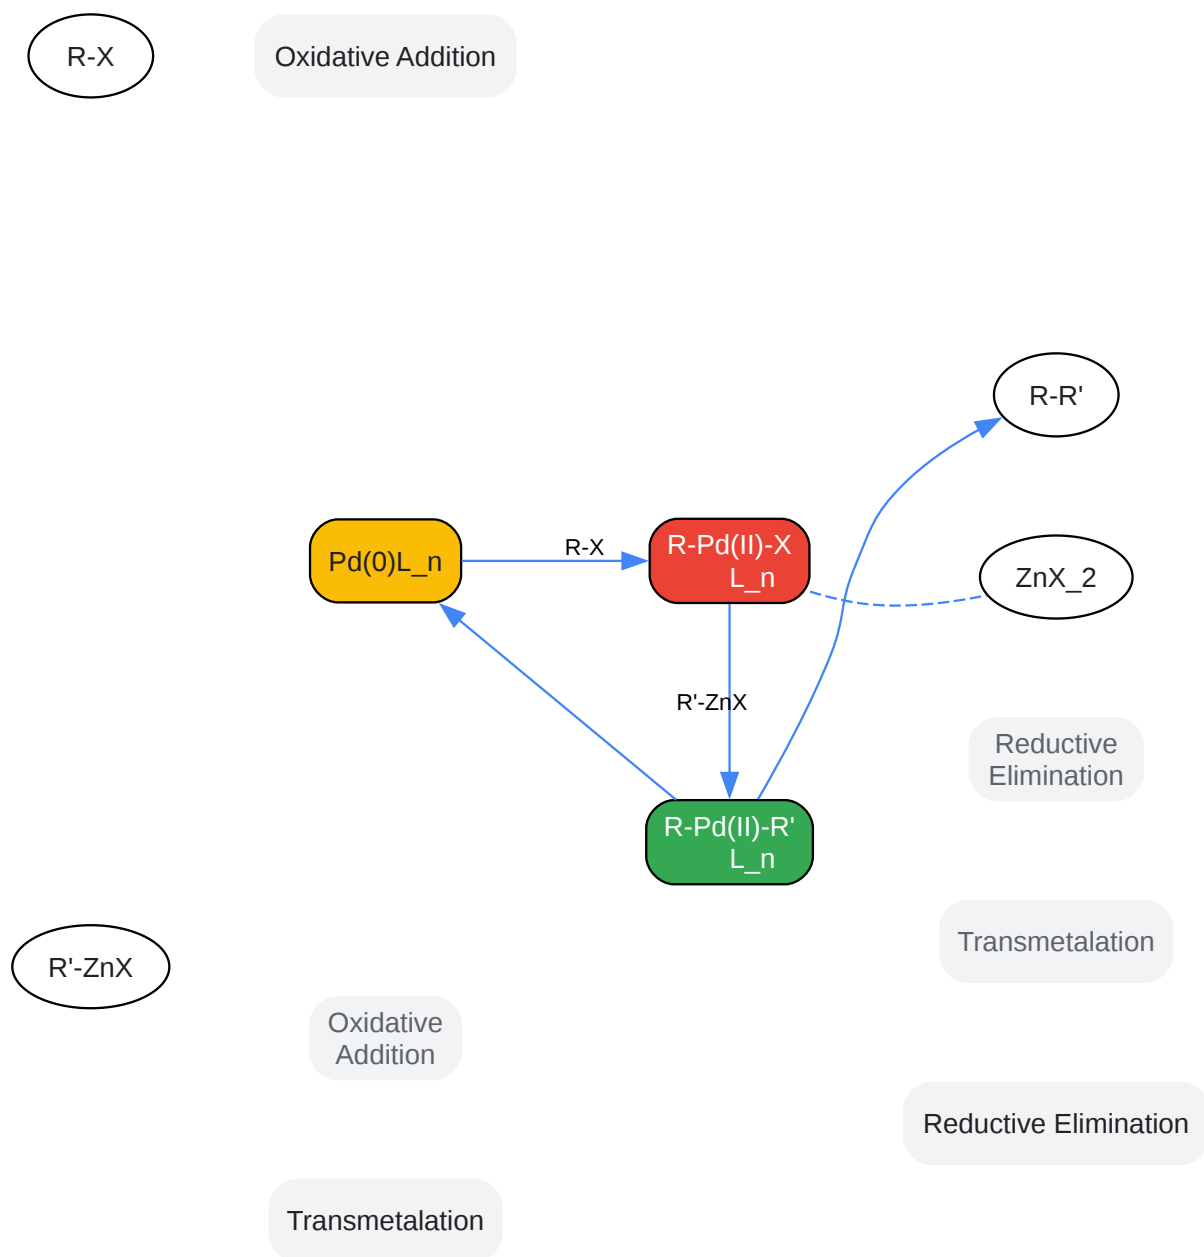 R-X
Oxidative Addition
R-R'
Pd(0)L_n
R-X
R-Pd(II)-X
L_n
ZnX_2
R'-ZnX
Reductive
Elimination
R-Pd(II)-R'
L_n
Transmetalation
R'-ZnX
Oxidative
Addition
Reductive Elimination
Transmetalation